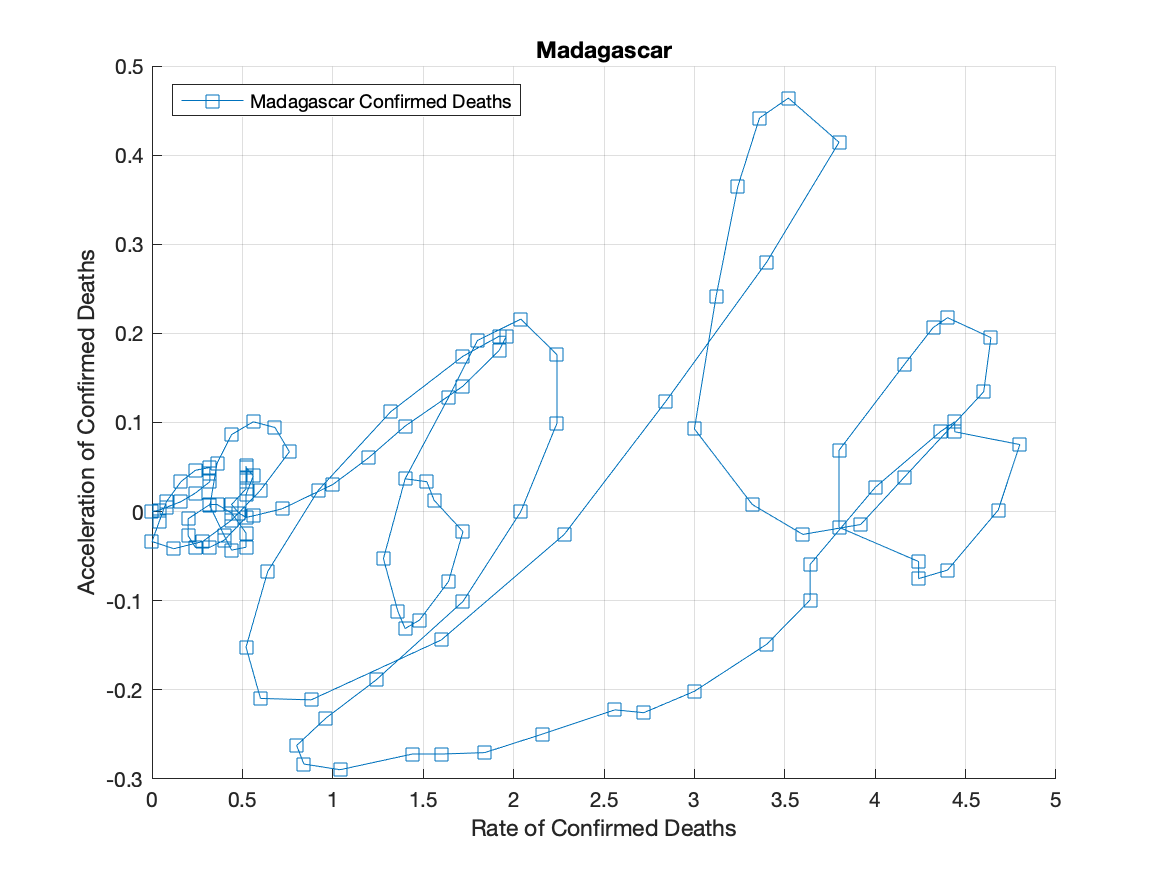 Madagascar
Madagascar Confirmed Deaths
Acceleration of Confirmed Deaths
0.5
0.4
0.3
0.2
0.1
0
-0.1
-0.2
-0.3
0 0.5 1 1.5 2 2.5 3 3.5 4 4.5 5
Rate of Confirmed Deaths